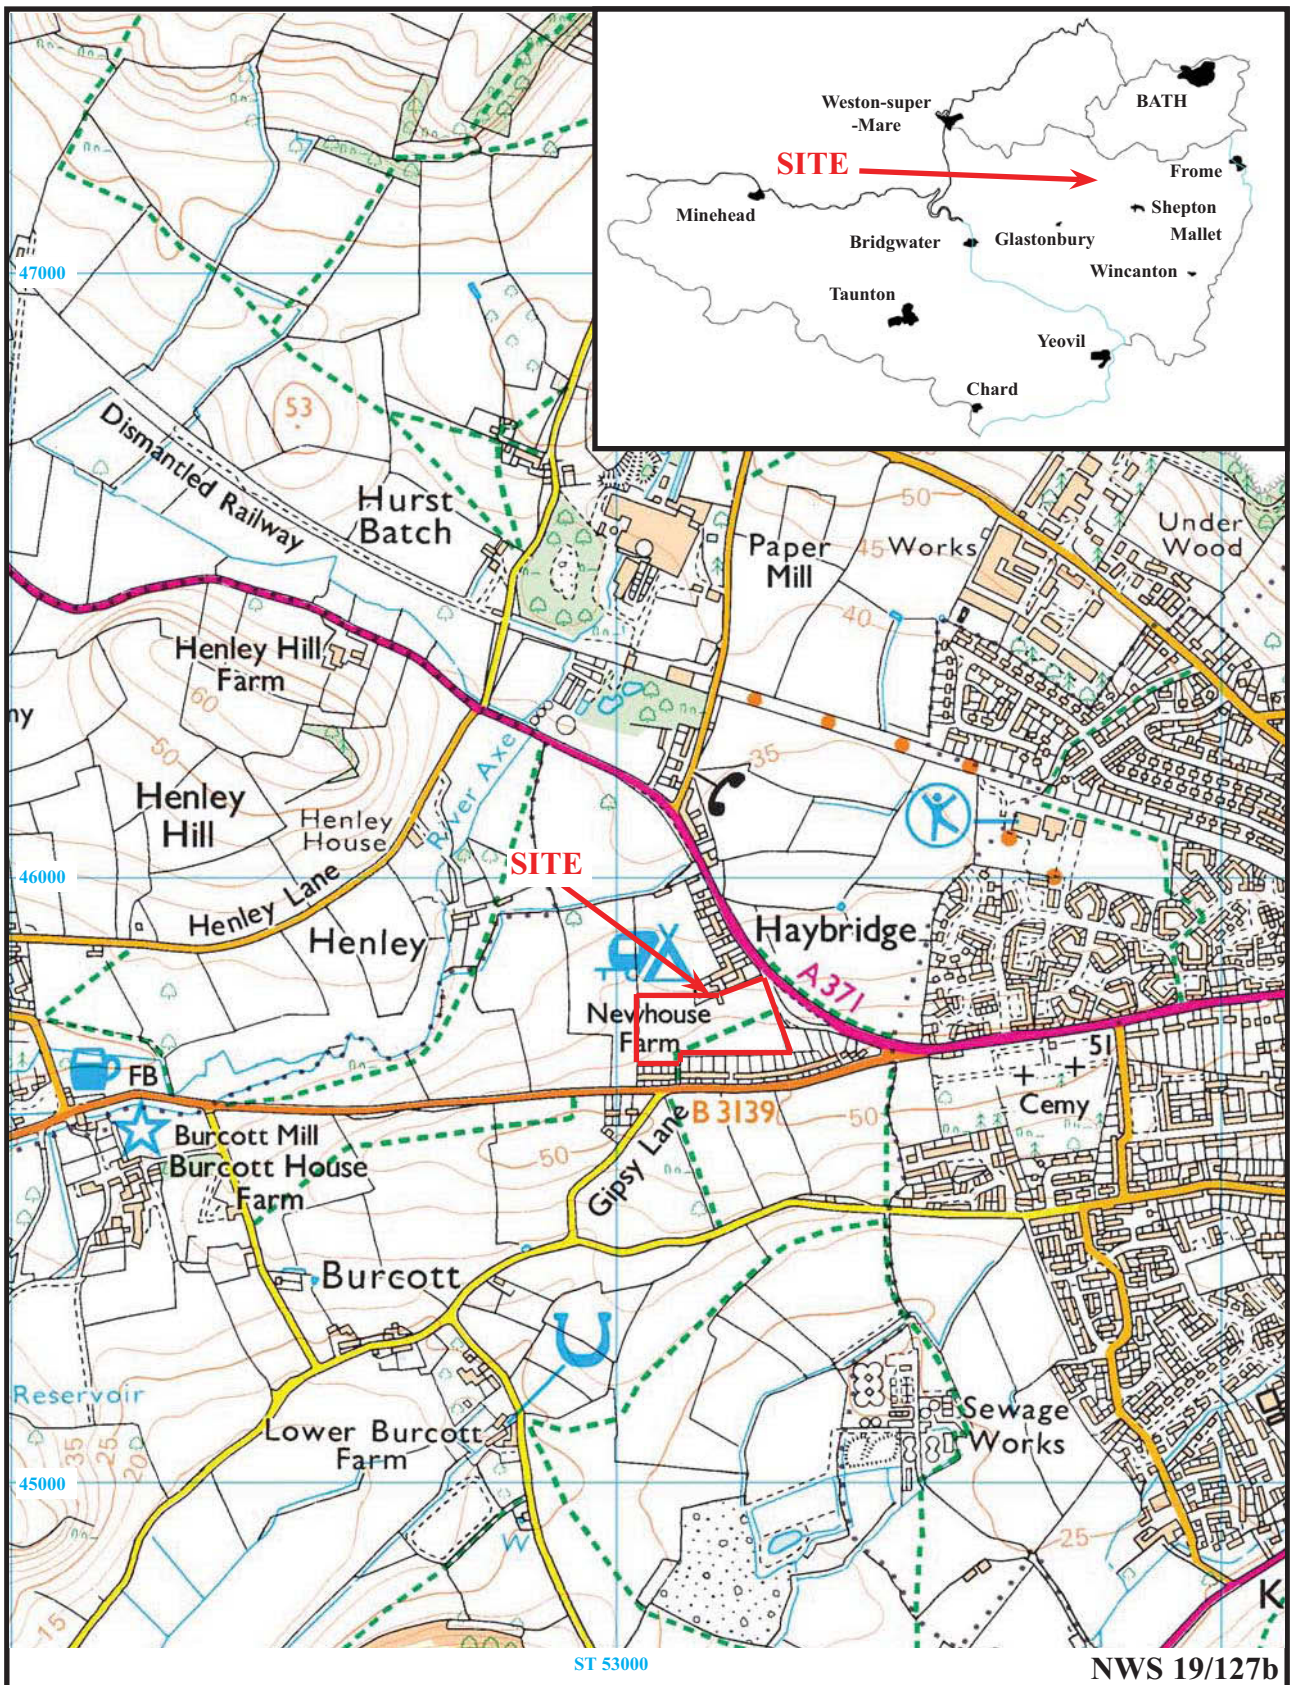 Weston-super
-Mare
BATH
SITE
Frome
Minehead
Shepton
Mallet
Bridgwater
Glastonbury
Wincanton
Taunton
Yeovil
Chard
47000
53
Dismantled Railway
Hurst
Batch
50
Under
Wood
Paper
Mill
45
Works
40
Henley Hill
Farm
60
50
35
Henley
Hill
Henley
House
River Axe
SITE
46000
Henley Lane
Henley
Haybridge
A 371
Newhouse
Farm
51
FB
Cemy
B 3139
50
Burcott Mill
Burcott House
Farm
50
Gipsy Lane
Burcott
Reservoir
Lower Burcott
Farm
Sewage
Works
35
25
20
45000
W
25
15
K
ST 53000
NWS 19/127b